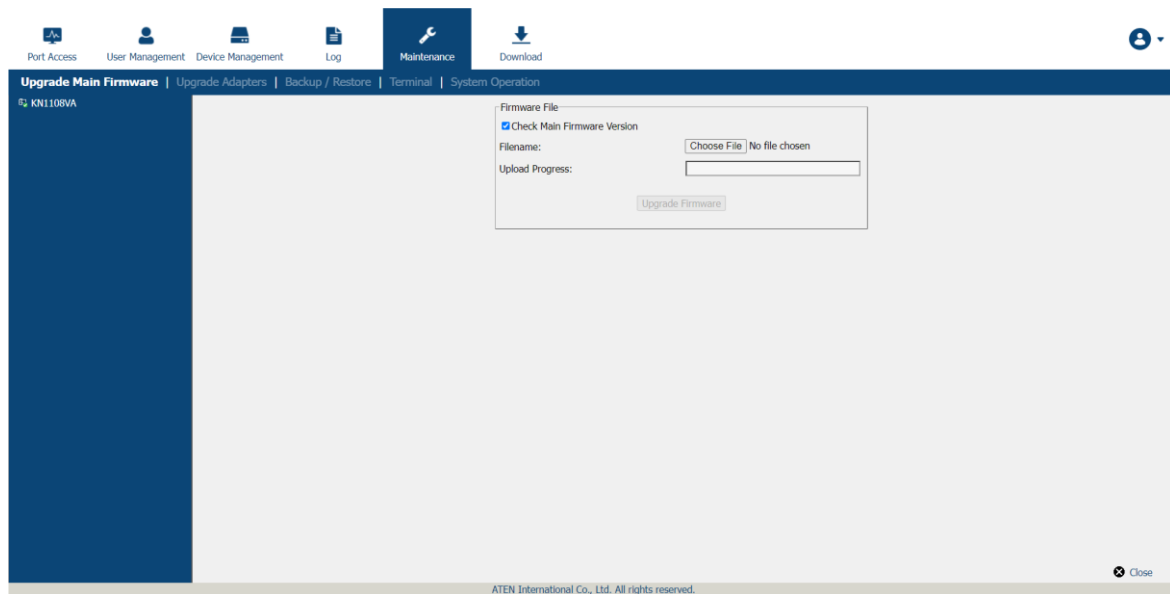 Port Access
User Management
Device Management
Log
Maintenance
Download
Upgrade Main Firmware | Upgrade Adapters | Backup / Restore | Terminal | System Operation
KN1108VA
Firmware File
Check Main Firmware Version
Filename: Choose File No file chosen
Upload Progress:
Upgrade Firmware
Close
ATEN International Co., Ltd. All rights reserved.